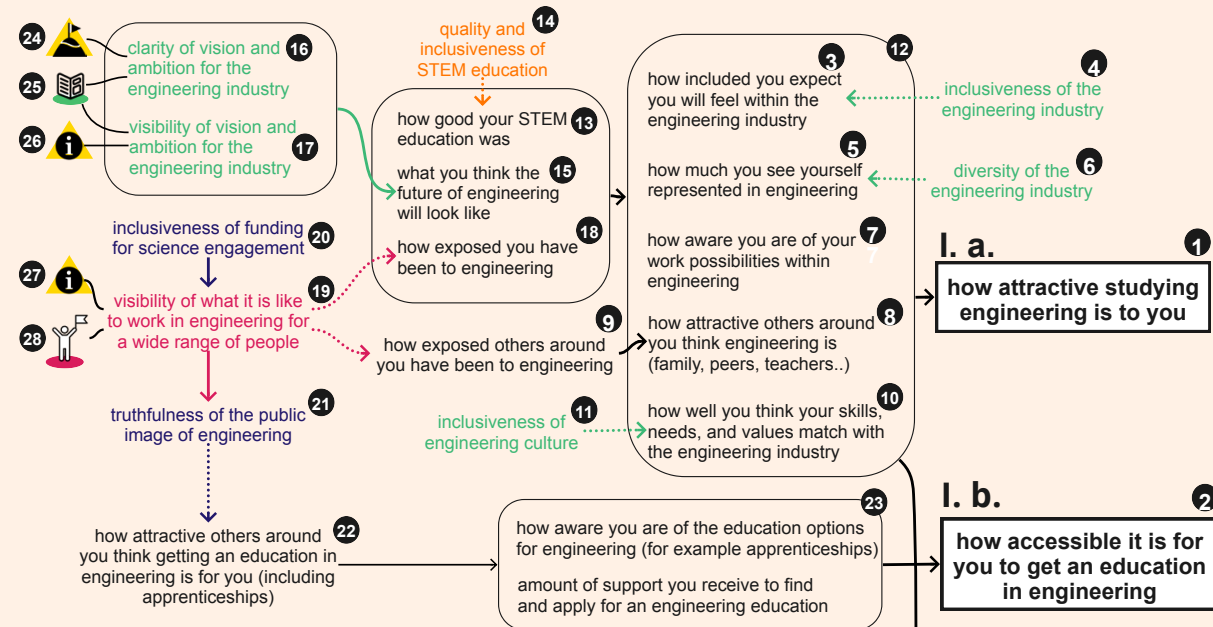 24
clarity of vision and 16
ambition for the
engineering industry
25
visibility of vision and
ambition for the
engineering industry 17
26
inclusiveness of funding
for science engagement 20
27
visibility of what it is like 19
to work in engineering for
a wide range of people
28
truthfulness of the public 21
image of engineering
how attractive others around 22
you think getting an education in
engineering is for you (including
apprenticeships)
quality and 14
inclusiveness of
STEM education
how good your STEM 13
education was
what you think the 15
future of engineering
will look like
how exposed you have 18
been to engineering
9
how exposed others around
you have been to engineering
inclusiveness of 11
engineering culture
12
3
how included you expect
you will feel within the
engineering industry
5
how much you see yourself
represented in engineering
how aware you are of your 7
work possibilities within
engineering
how attractive others around 8
you think engineering is
(family, peers, teachers..)
how well you think your skills, 10
needs, and values match with
the engineering industry
4
inclusiveness of the
engineering industry
diversity of the 6
engineering industry
I. a. 1
how attractive studying
engineering is to you
23
how aware you are of the education options
for engineering (for example apprenticeships)
amount of support you receive to find
and apply for an engineering education
I. b. 2
how accessible it is for
you to get an education
in engineering